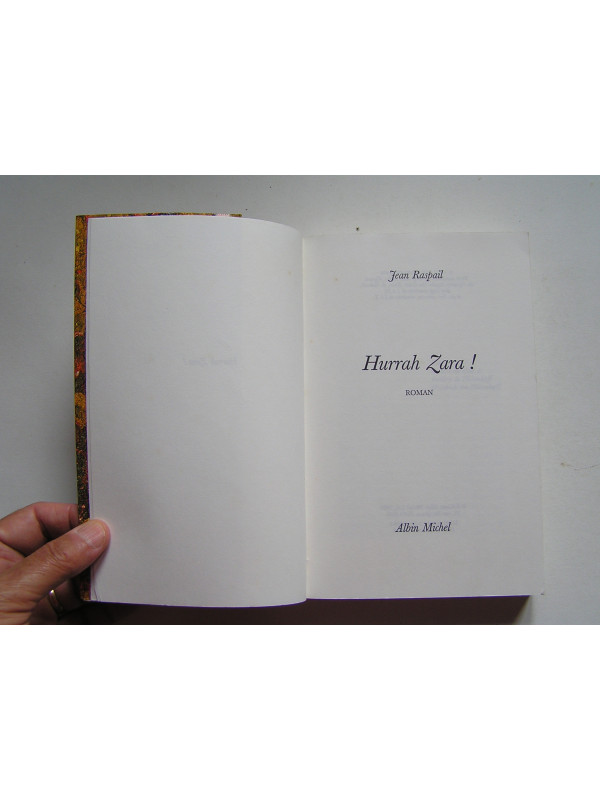 Jean Raspail
Hurrah Zara !
ROMAN
Albin Michel